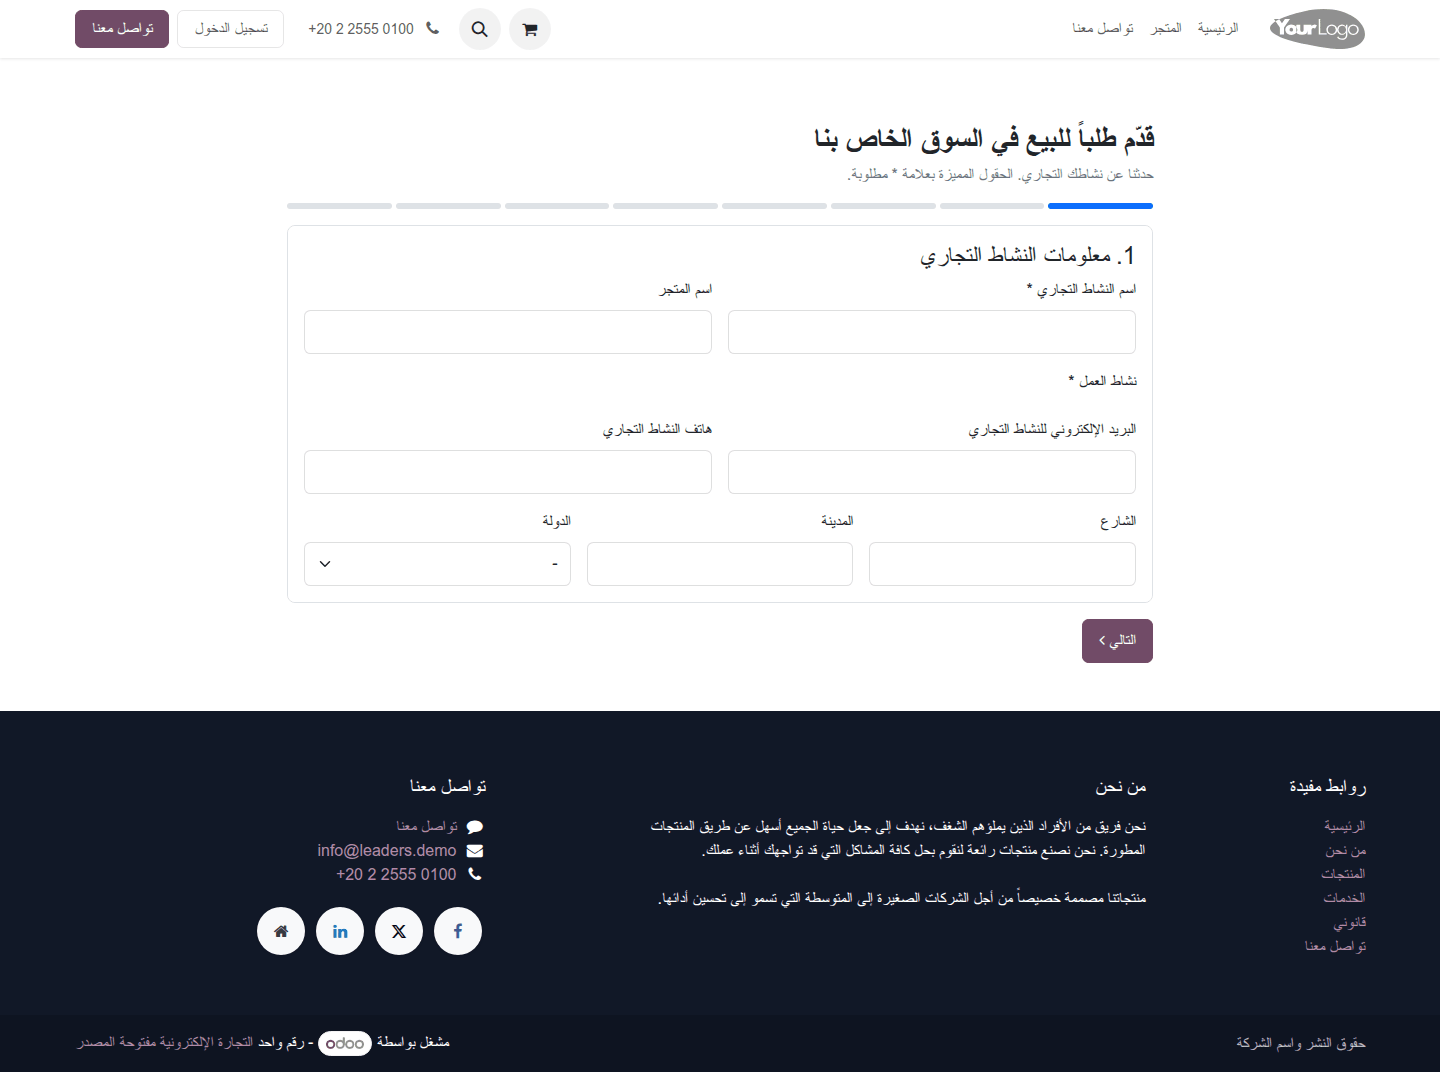 YourLogo
الرئيسية
المتجر
تواصل معنا
+20 2 2555 0100
تسجيل الدخول
تواصل معنا
قدّم طلباً للبيع في السوق الخاص بنا
حدثنا عن نشاطك التجاري. الحقول المميزة بعلامة * مطلوبة.
1. معلومات النشاط التجاري
اسم النشاط التجاري *
اسم المتجر
نشاط العمل *
البريد الإلكتروني للنشاط التجاري
هاتف النشاط التجاري
الشارع
المدينة
الدولة
-
التالي
روابط مفيدة
الرئيسية
من نحن
المنتجات
الخدمات
قانوني
تواصل معنا
من نحن
نحن فريق من الأفراد الذين يملؤهم الشغف، نهدف إلى جعل حياة الجميع أسهل عن طريق المنتجات
المطورة. نحن نصنع منتجات رائعة لنقوم بحل كافة المشاكل التي قد تواجهك أثناء عملك.
منتجاتنا مصممة خصيصاً من أجل الشركات الصغيرة إلى المتوسطة التي تسمو إلى تحسين أدائها.
تواصل معنا
تواصل معنا
info@leaders.demo
+20 2 2555 0100
حقوق النشر واسم الشركة
مشغل بواسطة odoo - رقم واحد التجارة الإلكترونية مفتوحة المصدر